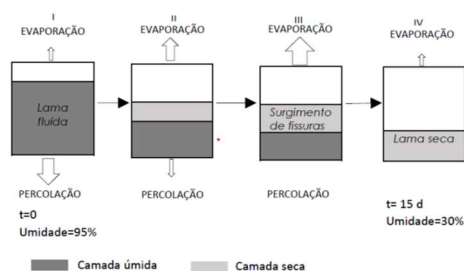 I
EVAPORAÇÃO
II
EVAPORAÇÃO
III
EVAPORAÇÃO
IV
EVAPORAÇÃO
Lama
fluída
Surgimento
de fissuras
Lama seca
PERCOLAÇÃO
PERCOLAÇÃO
PERCOLAÇÃO
t=0
Umidade=95%
t= 15 d
Umidade=30%
Camada úmida
Camada seca